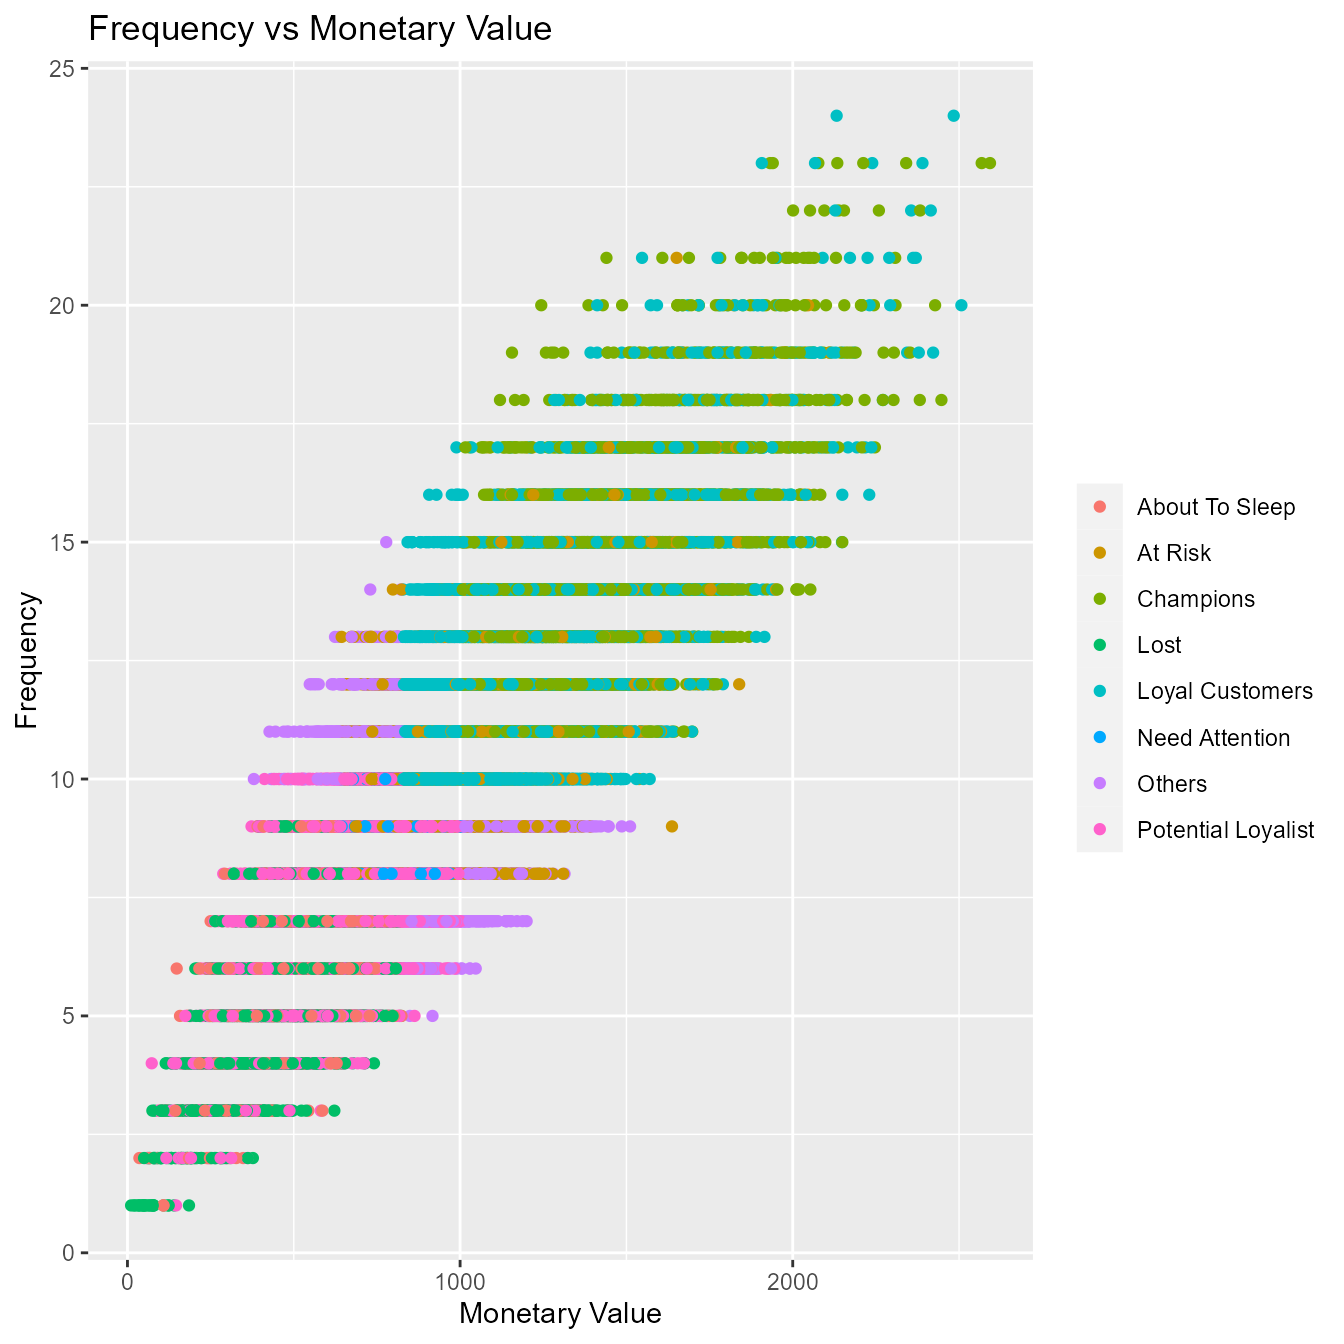 Frequency vs Monetary Value
25
20
15
10
5
0
Frequency
0
1000
2000
Monetary Value
About To Sleep
At Risk
Champions
Lost
Loyal Customers
Need Attention
Others
Potential Loyalist